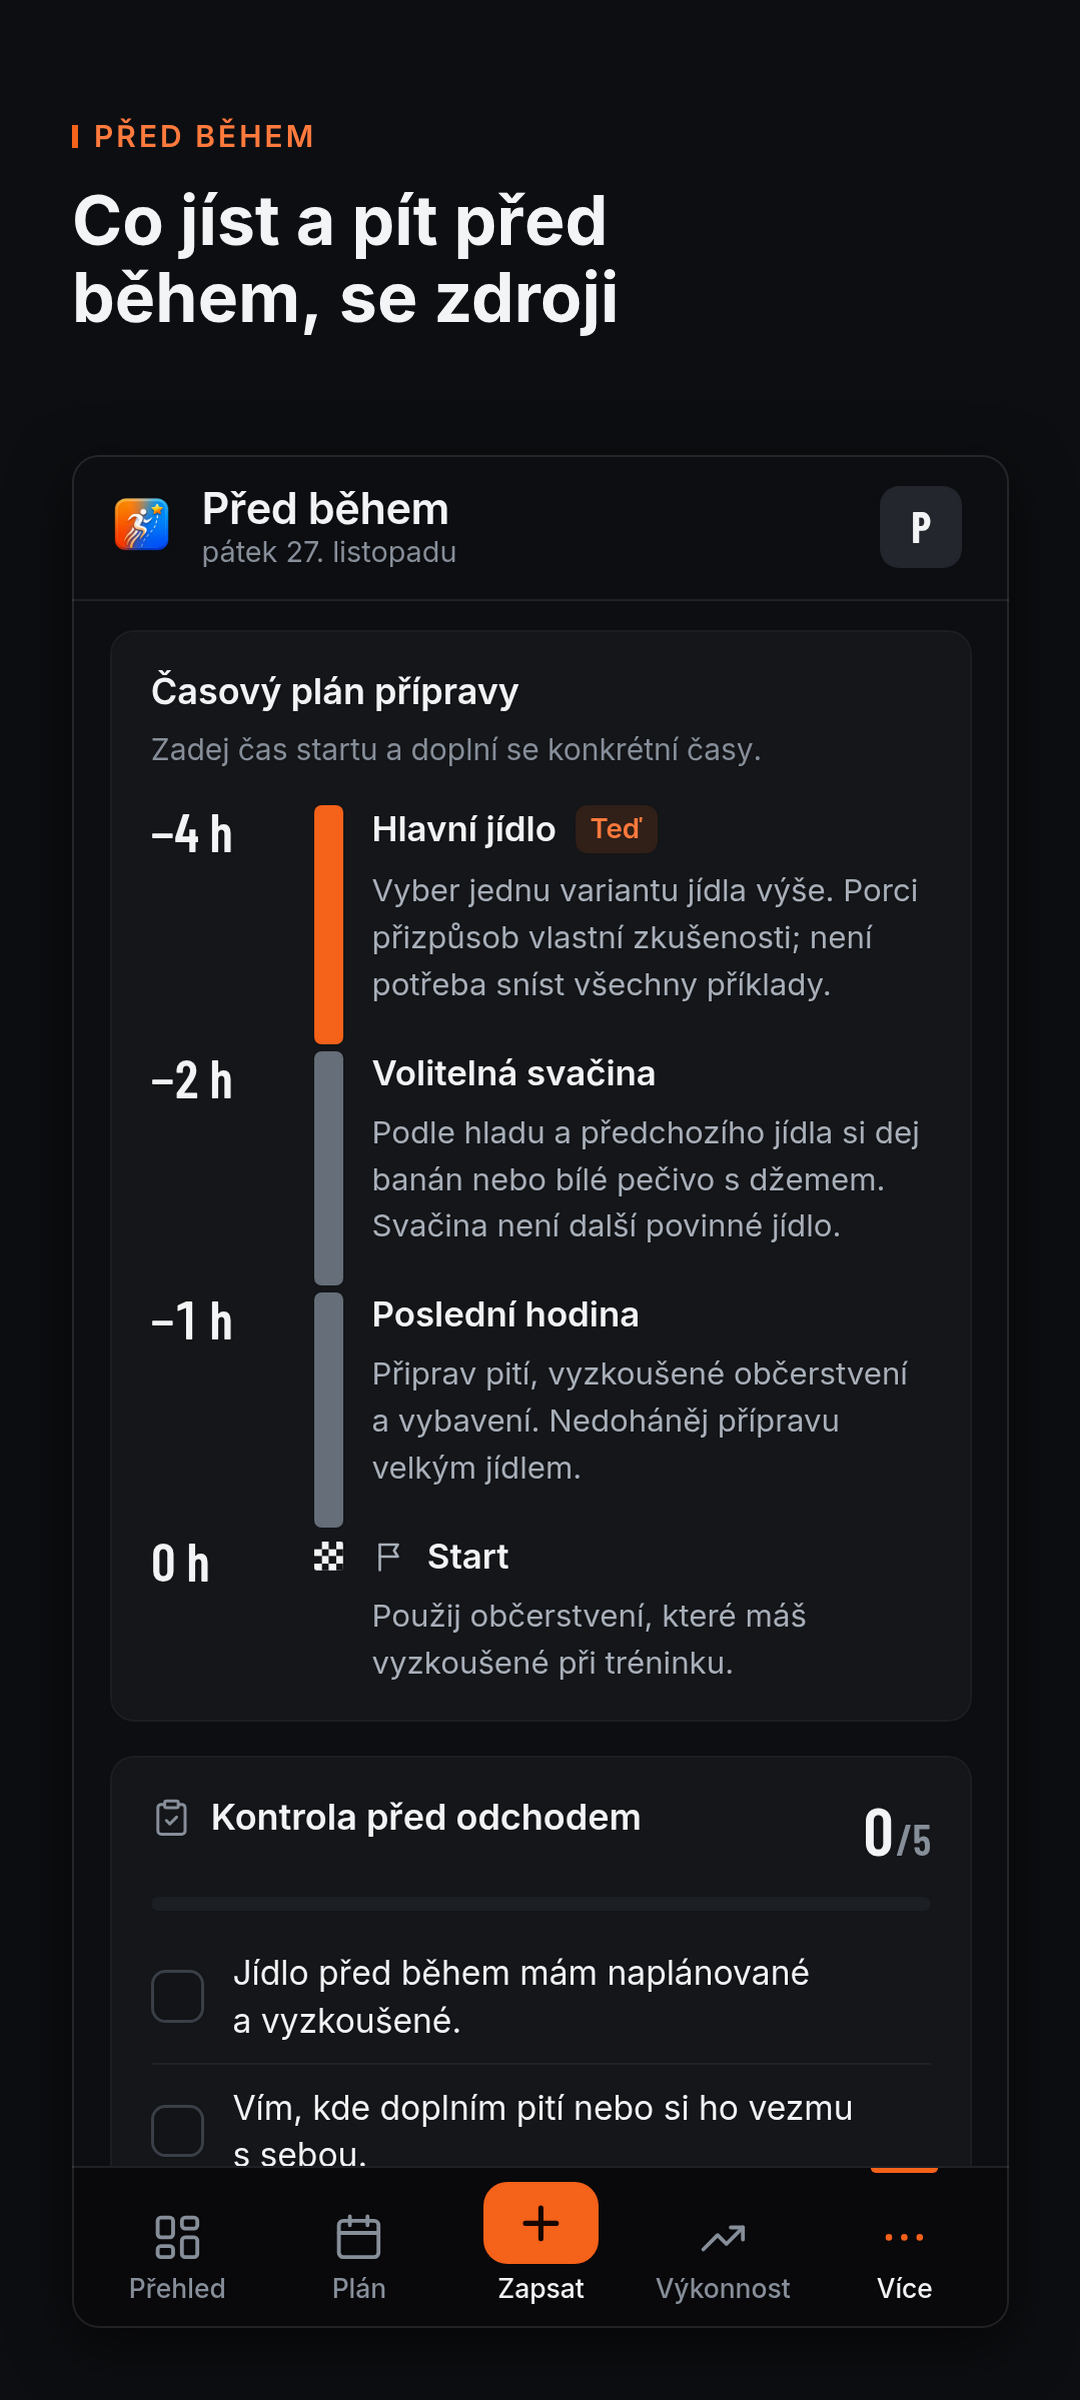 PŘED BĚHEM
Co jíst a pít před
během, se zdroji
Před během
pátek 27. listopadu
P
Časový plán přípravy
Zadej čas startu a doplní se konkrétní časy.
−4 h
Hlavní jídlo
Teď
Vyber jednu variantu jídla výše. Porci
přizpůsob vlastní zkušenosti; není
potřeba sníst všechny příklady.
−2 h
Volitelná svačina
Podle hladu a předchozího jídla si dej
banán nebo bílé pečivo s džemem.
Svačina není další povinné jídlo.
−1 h
Poslední hodina
Připrav pití, vyzkoušené občerstvení
a vybavení. Nedoháněj přípravu
velkým jídlem.
0 h
Start
Použij občerstvení, které máš
vyzkoušené při tréninku.
Kontrola před odchodem
0/5
Jídlo před během mám naplánované
a vyzkoušené.
Vím, kde doplním pití nebo si ho vezmu
s sebou.
Přehled
Plán
Zapsat
Výkonnost
Více